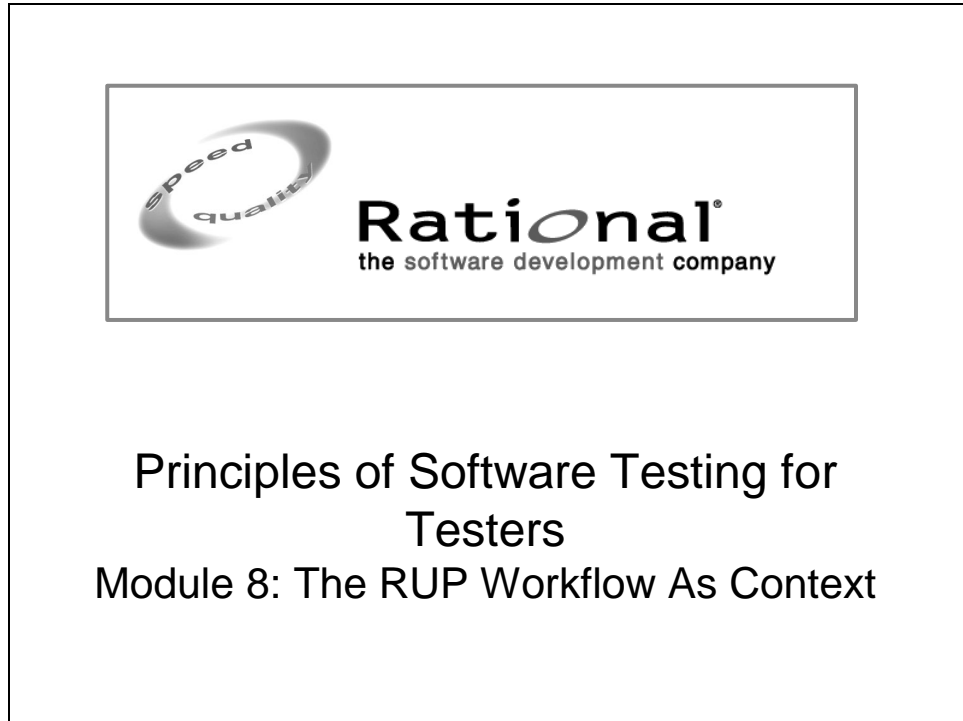 speed
quality
Rational®
the software development company
Principles of Software Testing for
Testers
Module 8: The RUP Workflow As Context